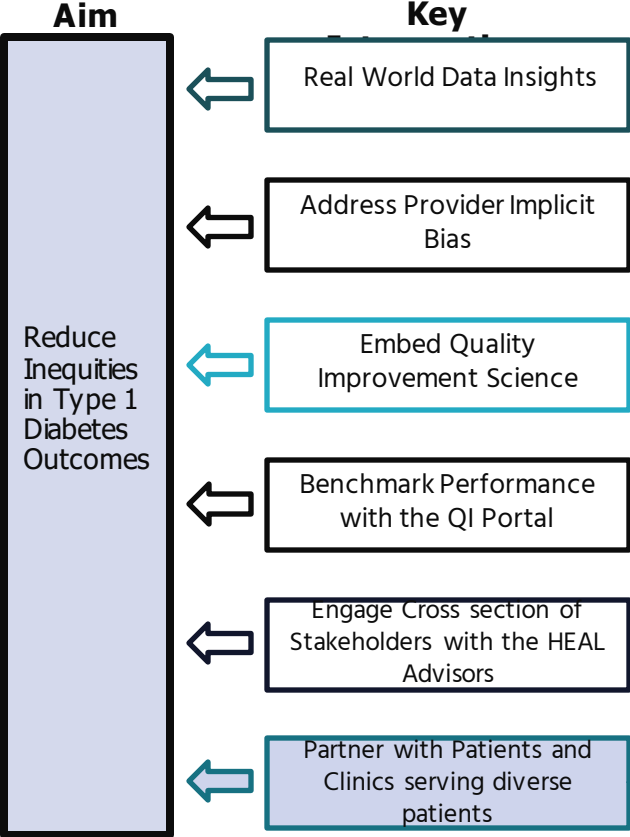 Aim
Key
Real World Data Insights
Address Provider Implicit
Bias
Embed Quality
Improvement Science
Reduce
Inequities
in Type 1
Diabetes
Outcomes
Benchmark Performance
with the QI Portal
Engage Cross section of
Stakeholders with the HEAL
Advisors
Partner with Patients and
Clinics serving diverse
patients